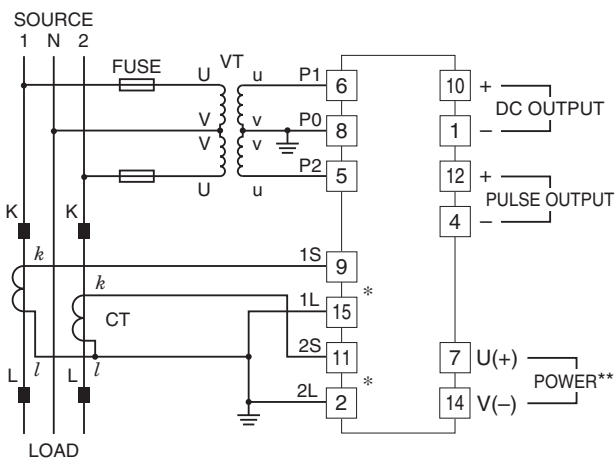 SOURCE
1 N 2
FUSE
VT
U u P1 6
V v P0 8
V v
U u P2 5
10 +
DC OUTPUT
1 –
12 +
PULSE OUTPUT
4 –
K K
k 1S 9
k 1L 15 *
CT
2S 11
l l
L L
2L 2 *
7 U(+)
POWER**
14 V(–)
LOAD